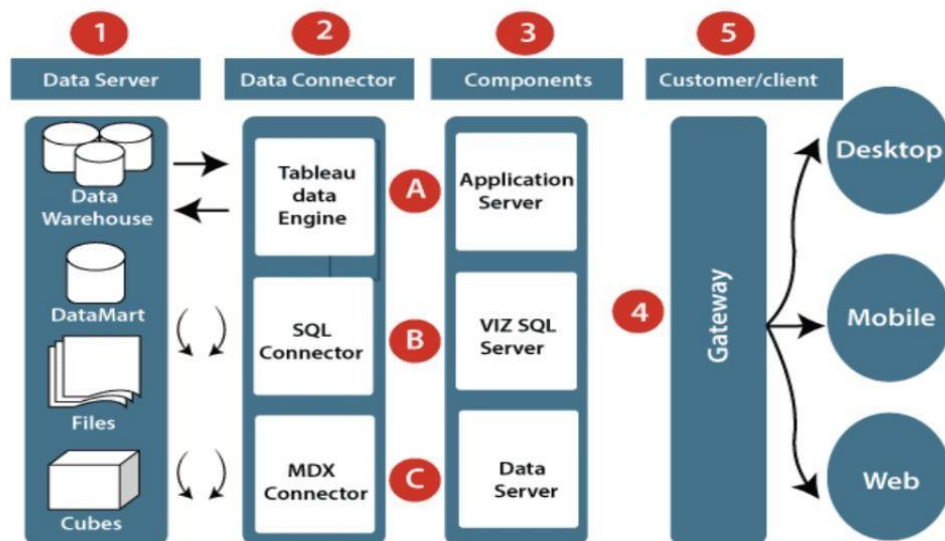 1
2
3
5
Data Server
Data Connector
Components
Customer/client
Data
Warehouse
DataMart
Files
Cubes
Tableau
data
Engine
SQL
Connector
MDX
Connector
A
B
C
Application
Server
VIZ SQL
Server
Data
Server
4
Gateway
Desktop
Mobile
Web